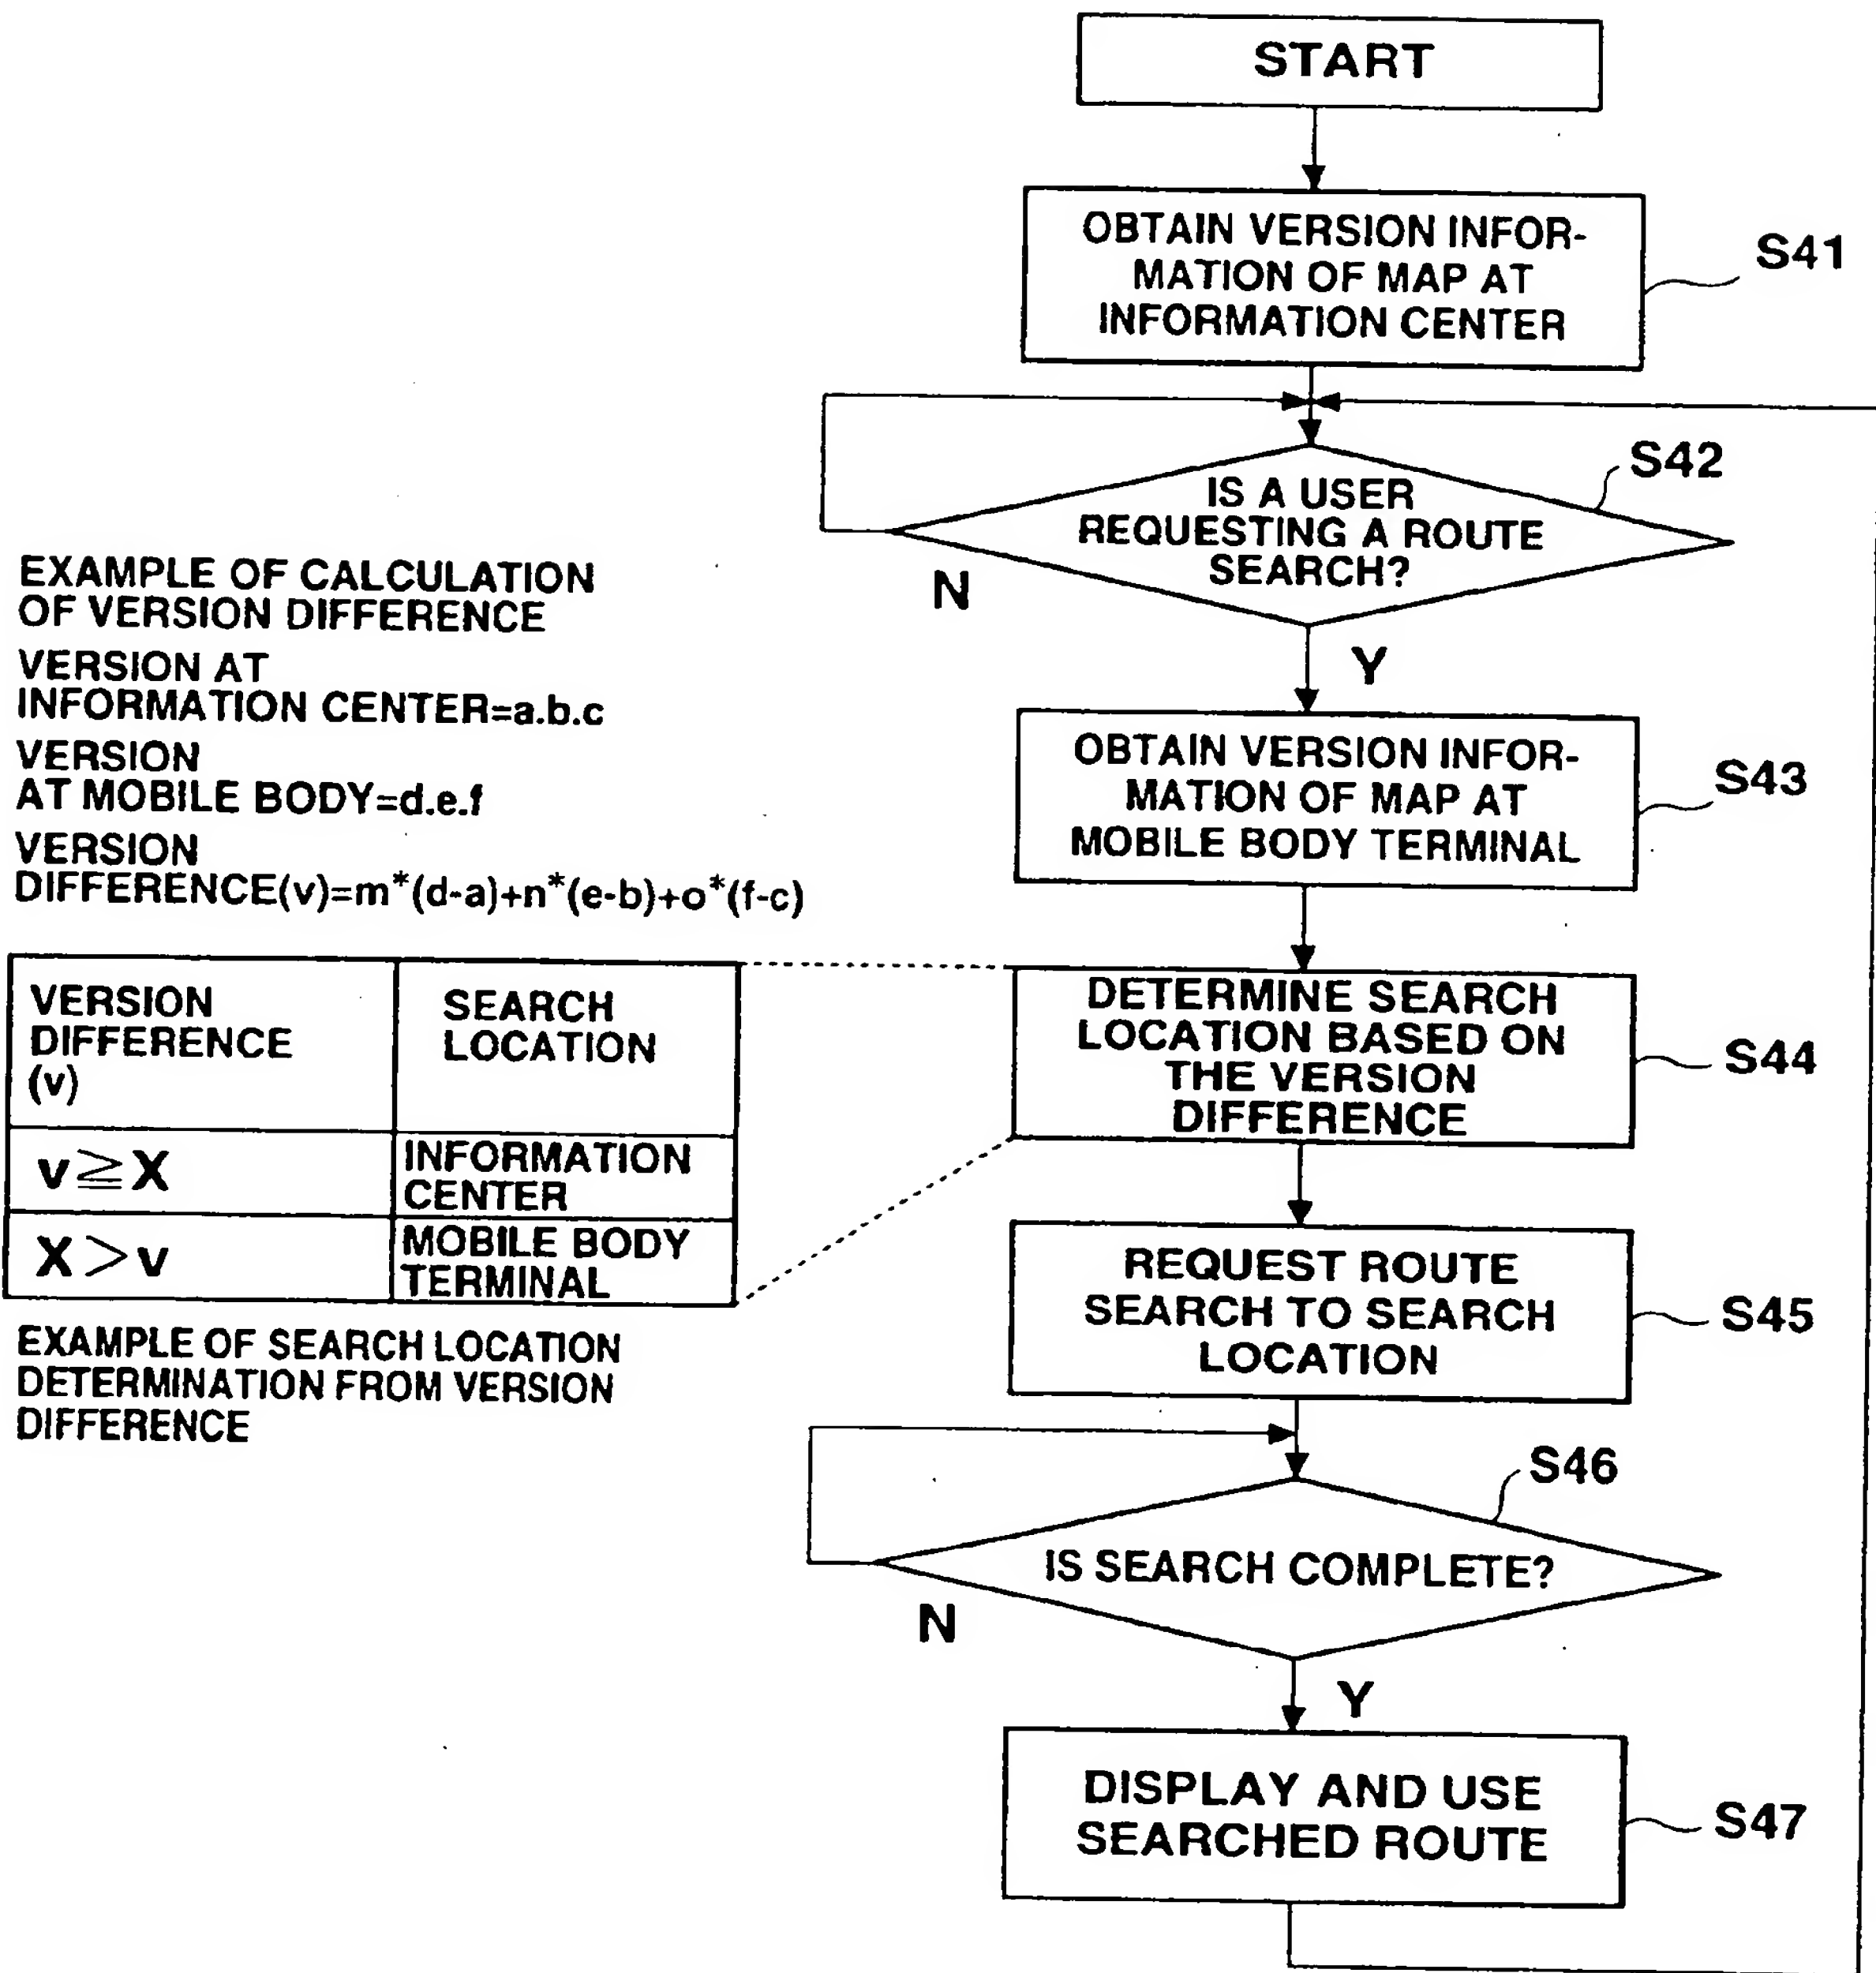 START
OBTAIN VERSION INFOR-
MATION OF MAP AT
INFORMATION CENTER
S41
S42
IS A USER
REQUESTING A ROUTE
SEARCH?
N
Y
EXAMPLE OF CALCULATION
OF VERSION DIFFERENCE
VERSION AT
INFORMATION CENTER=a.b.c
VERSION
AT MOBILE BODY=d.e.f
VERSION
DIFFERENCE(v)=m*(d-a)+n*(e-b)+o*(f-c)
OBTAIN VERSION INFOR-
MATION OF MAP AT
MOBILE BODY TERMINAL
S43
VERSION
DIFFERENCE
(v)
SEARCH
LOCATION
v≧X
INFORMATION
CENTER
X>v
MOBILE BODY
TERMINAL
EXAMPLE OF SEARCH LOCATION
DETERMINATION FROM VERSION
DIFFERENCE
DETERMINE SEARCH
LOCATION BASED ON
THE VERSION
DIFFERENCE
S44
REQUEST ROUTE
SEARCH TO SEARCH
LOCATION
S45
S46
IS SEARCH COMPLETE?
N
Y
DISPLAY AND USE
SEARCHED ROUTE
S47